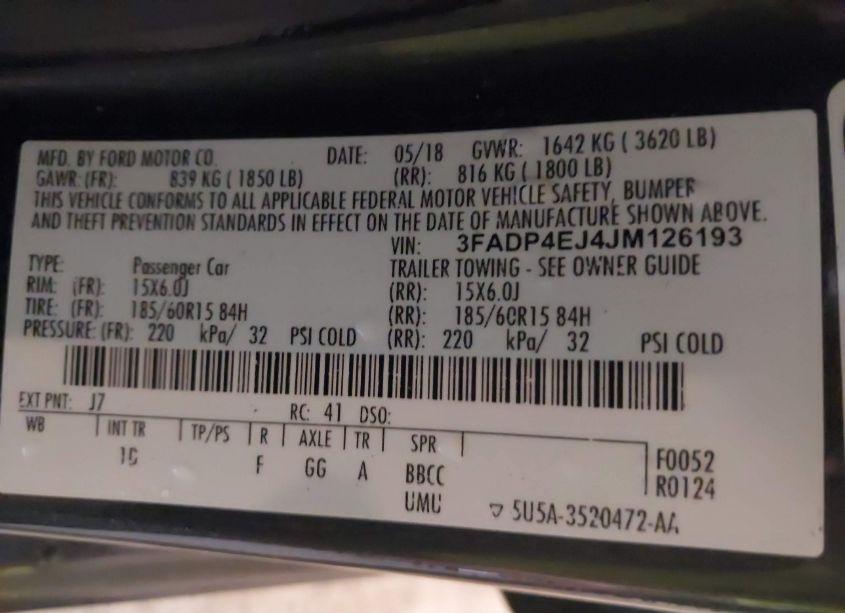 MFD. BY FORD MOTOR CO. DATE: 05/18 GVWR: 1642 KG ( 3620 LB)
GAWR: (FR): 839 KG ( 1850 LB) (RR): 816 KG ( 1800 LB)
THIS VEHICLE CONFORMS TO ALL APPLICABLE FEDERAL MOTOR VEHICLE SAFETY, BUMPER
AND THEFT PREVENTION STANDARDS IN EFFECT ON THE DATE OF MANUFACTURE SHOWN ABOVE.
VIN: 3FADP4EJ4JM126193
TYPE: Passenger Car TRAILER TOWING - SEE OWNER GUIDE
RIM: (FR): 15X6.0J (RR): 15X6.0J
TIRE: (FR): 185/60R15 84H (RR): 185/60R15 84H
PRESSURE: (FR): 220 kPa/ 32 PSI COLD (RR): 220 kPa/ 32 PSI COLD
EXT PNT: J7 RC: 41 DSO:
WB INT TR TP/PS R AXLE TR SPR
F GG A BBCC
UMU
F0052
R0124
5U5A-3520472-AA